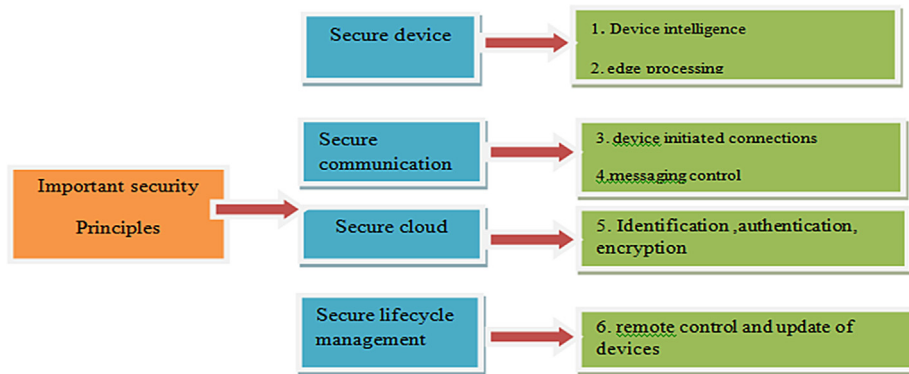 Important security
Principles
Secure device
1. Device intelligence
2. edge processing
Secure
communication
3. device initiated connections
4.messaging control
Secure cloud
5. Identification ,authentication,
encryption
Secure lifecycle
management
6. remote control and update of
devices